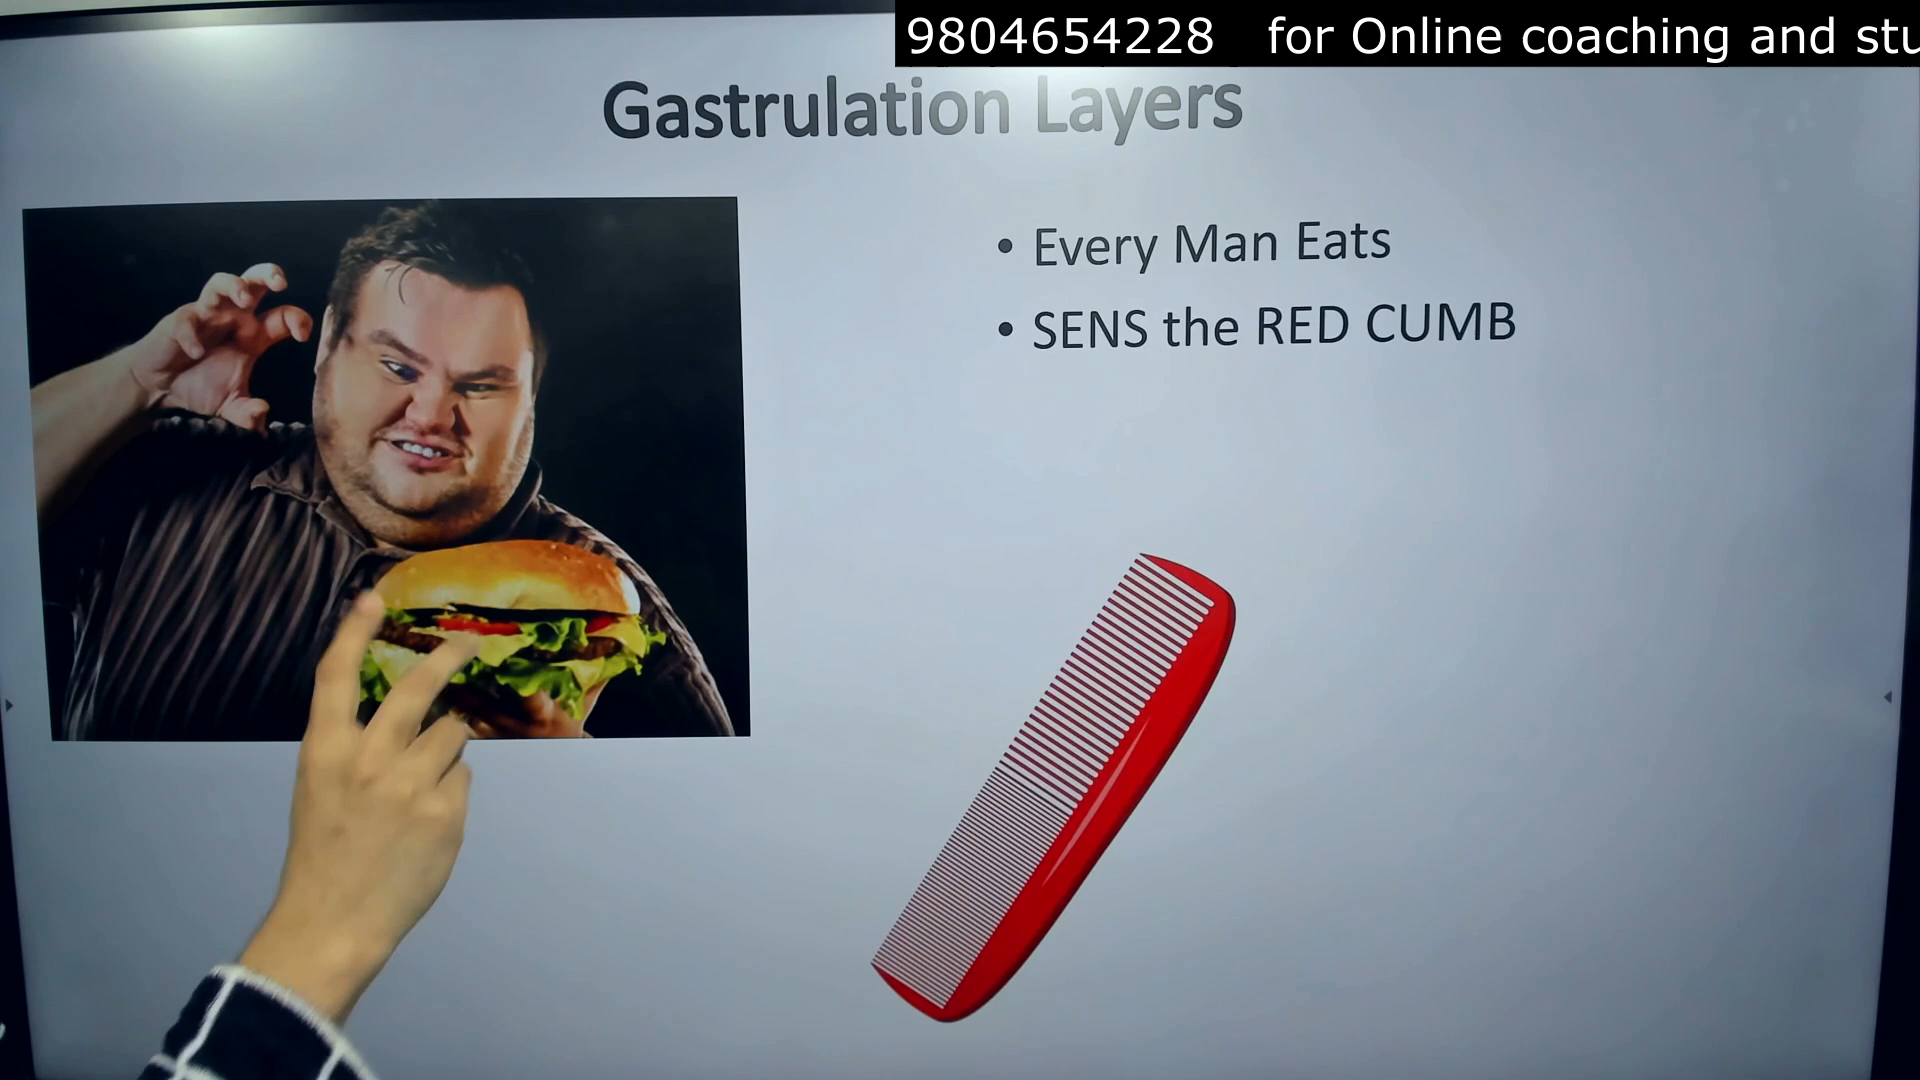 9804654228 for Online coaching and stu
Gastrulation Layers
• Every Man Eats
• SENS the RED CUMB